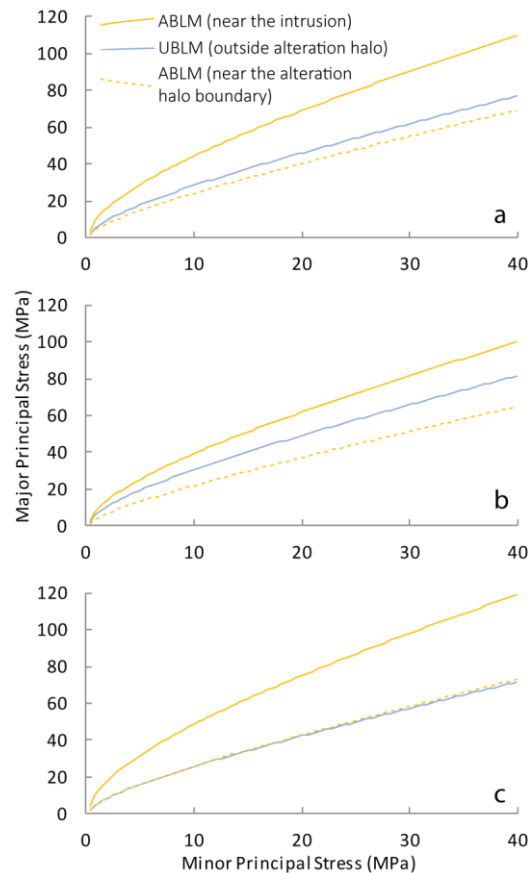 120
ABLM (near the intrusion)
100
UBLM (outside alteration halo)
80
ABLM (near the alteration
halo boundary)
60
40
20
a
0
0 10 20 30 40
Major Principal Stress (MPa)
120
100
80
60
40
20
b
0
0 10 20 30 40
120
100
80
60
40
20
c
0
0 10 20 30 40
Minor Principal Stress (MPa)